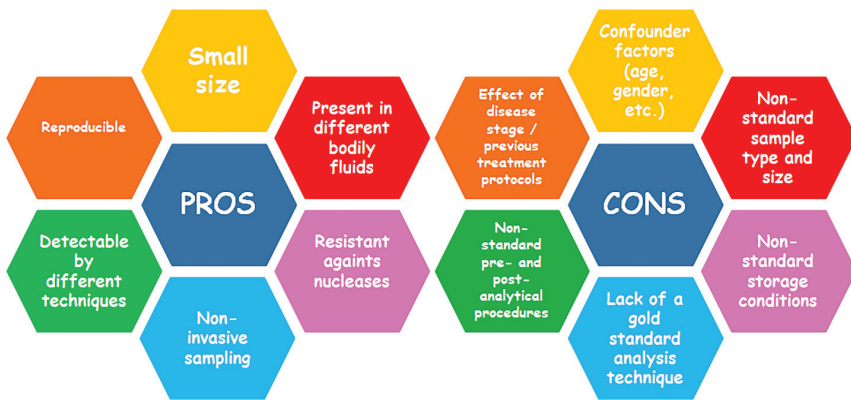 Small
size
Reproducible
Present in
different
bodily
fluids
PROS
Detectable
by
different
techniques
Resistant
againts
nucleases
Non-
invasive
sampling
Confounder
factors
(age,
gender,
etc.)
Effect of
disease
stage /
previous
treatment
protocols
Non-
standard
sample
type and
size
CONS
Non-
standard
pre- and
post-
analytical
procedures
Non-
standard
storage
conditions
Lack of a
gold
standard
analysis
technique